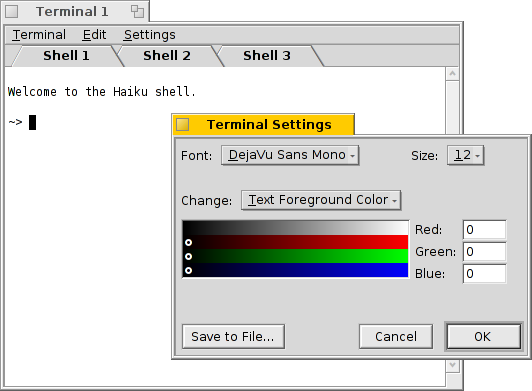 Terminal 1
Terminal Edit Settings
Shell 1 Shell 2 Shell 3
Welcome to the Haiku shell.
~>
Terminal Settings
Font: DejaVu Sans Mono Size: 12
Change: Text Foreground Color
Red: 0
Green: 0
Blue: 0
Save to File... Cancel OK